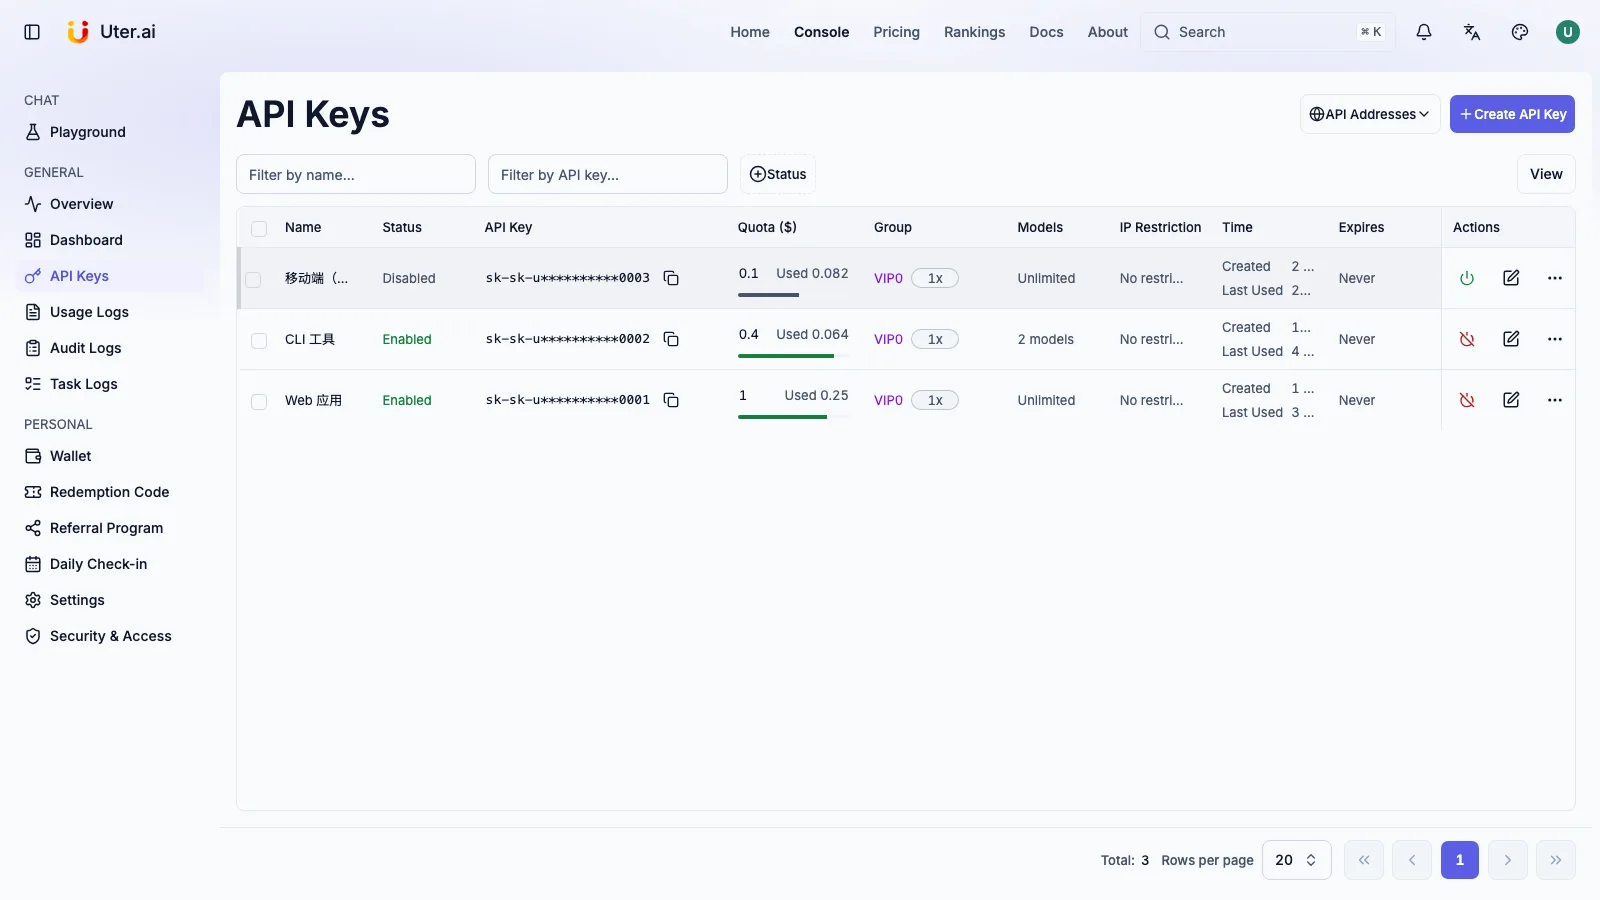 Uter.ai
Home
Console
Pricing
Rankings
Docs
About
Search
⌘ K
U
CHAT
Playground
GENERAL
Overview
Dashboard
API Keys
Usage Logs
Audit Logs
Task Logs
PERSONAL
Wallet
Redemption Code
Referral Program
Daily Check-in
Settings
Security & Access
API Keys
API Addresses
Create API Key
Filter by name...
Filter by API key...
Status
View
Name Status API Key Quota ($) Group Models IP Restriction Time Expires Actions
移动端（... Disabled sk-sk-u**********0003 0.1 Used 0.082 VIP0 1x Unlimited No restri... Created 2 ... Never
Last Used 2...
CLI 工具 Enabled sk-sk-u**********0002 0.4 Used 0.064 VIP0 1x 2 models No restri... Created 1... Never
Last Used 4 ...
Web 应用 Enabled sk-sk-u**********0001 1 Used 0.25 VIP0 1x Unlimited No restri... Created 1 ... Never
Last Used 3 ...
Total: 3 Rows per page 20 1